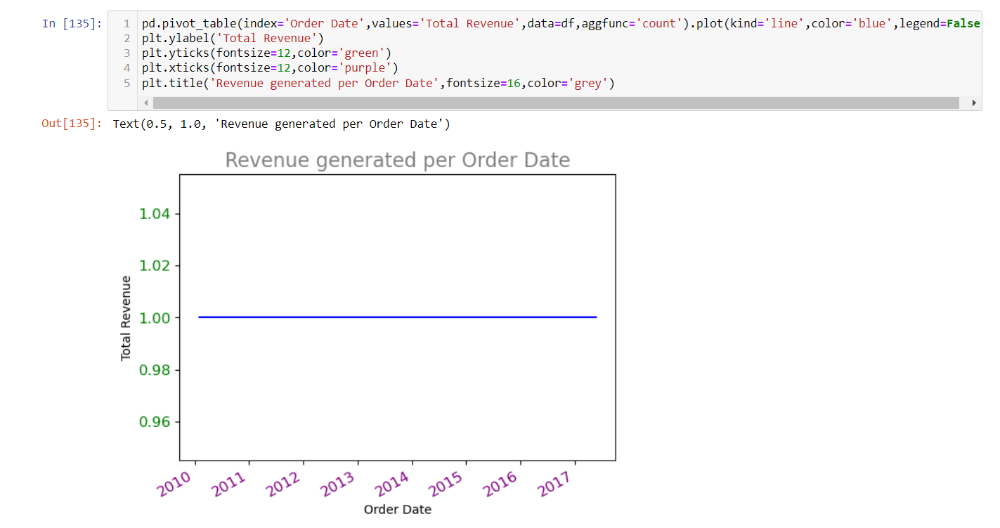 In [135]:
1 pd.pivot_table(index='Order Date',values='Total Revenue',data=df,aggfunc='count').plot(kind='line',color='blue',legend=False
2 plt.ylabel('Total Revenue')
3 plt.yticks(fontsize=12,color='green')
4 plt.xticks(fontsize=12,color='purple')
5 plt.title('Revenue generated per Order Date',fontsize=16,color='grey')
Out[135]: Text(0.5, 1.0, 'Revenue generated per Order Date')
Revenue generated per Order Date
1.04
1.02
1.00
0.98
0.96
Total Revenue
2010 2011 2012 2013 2014 2015 2016 2017
Order Date